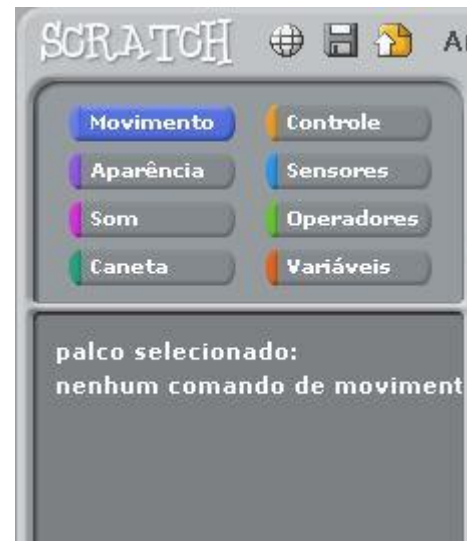 SCRATCH A
Movimento Controle
Aparência Sensores
Som Operadores
Caneta Variáveis
palco selecionado:
nenhum comando de moviment